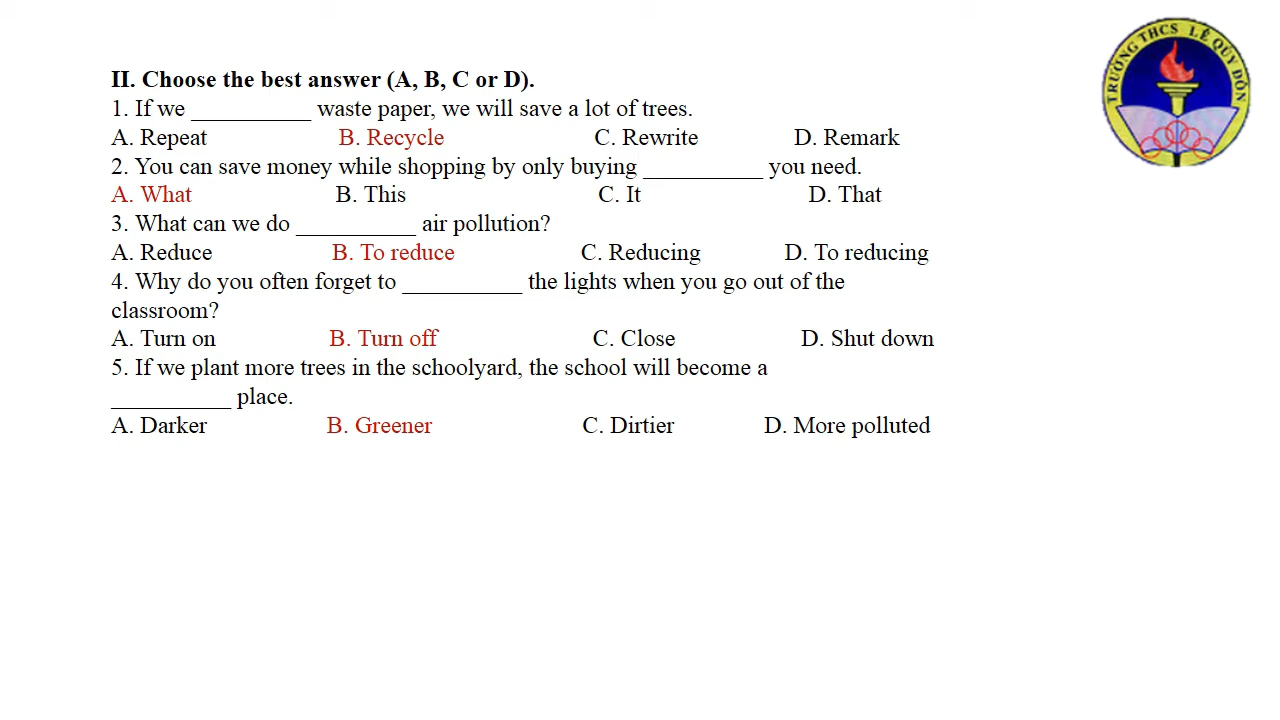 TRƯỜNG THCS LÊ QUÝ ĐÔN
II. Choose the best answer (A, B, C or D).
1. If we __________ waste paper, we will save a lot of trees.
A. Repeat B. Recycle C. Rewrite D. Remark
2. You can save money while shopping by only buying __________ you need.
A. What B. This C. It D. That
3. What can we do __________ air pollution?
A. Reduce B. To reduce C. Reducing D. To reducing
4. Why do you often forget to __________ the lights when you go out of the
classroom?
A. Turn on B. Turn off C. Close D. Shut down
5. If we plant more trees in the schoolyard, the school will become a
__________ place.
A. Darker B. Greener C. Dirtier D. More polluted